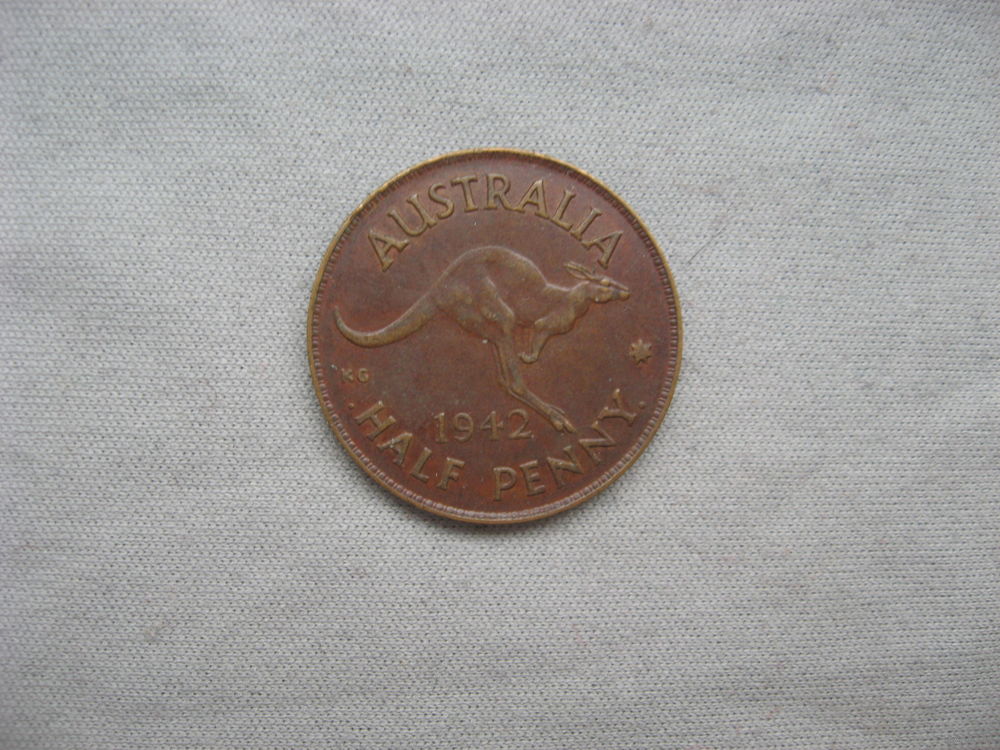 AUSTRALIA
KG
1942
· HALF PENNY ·